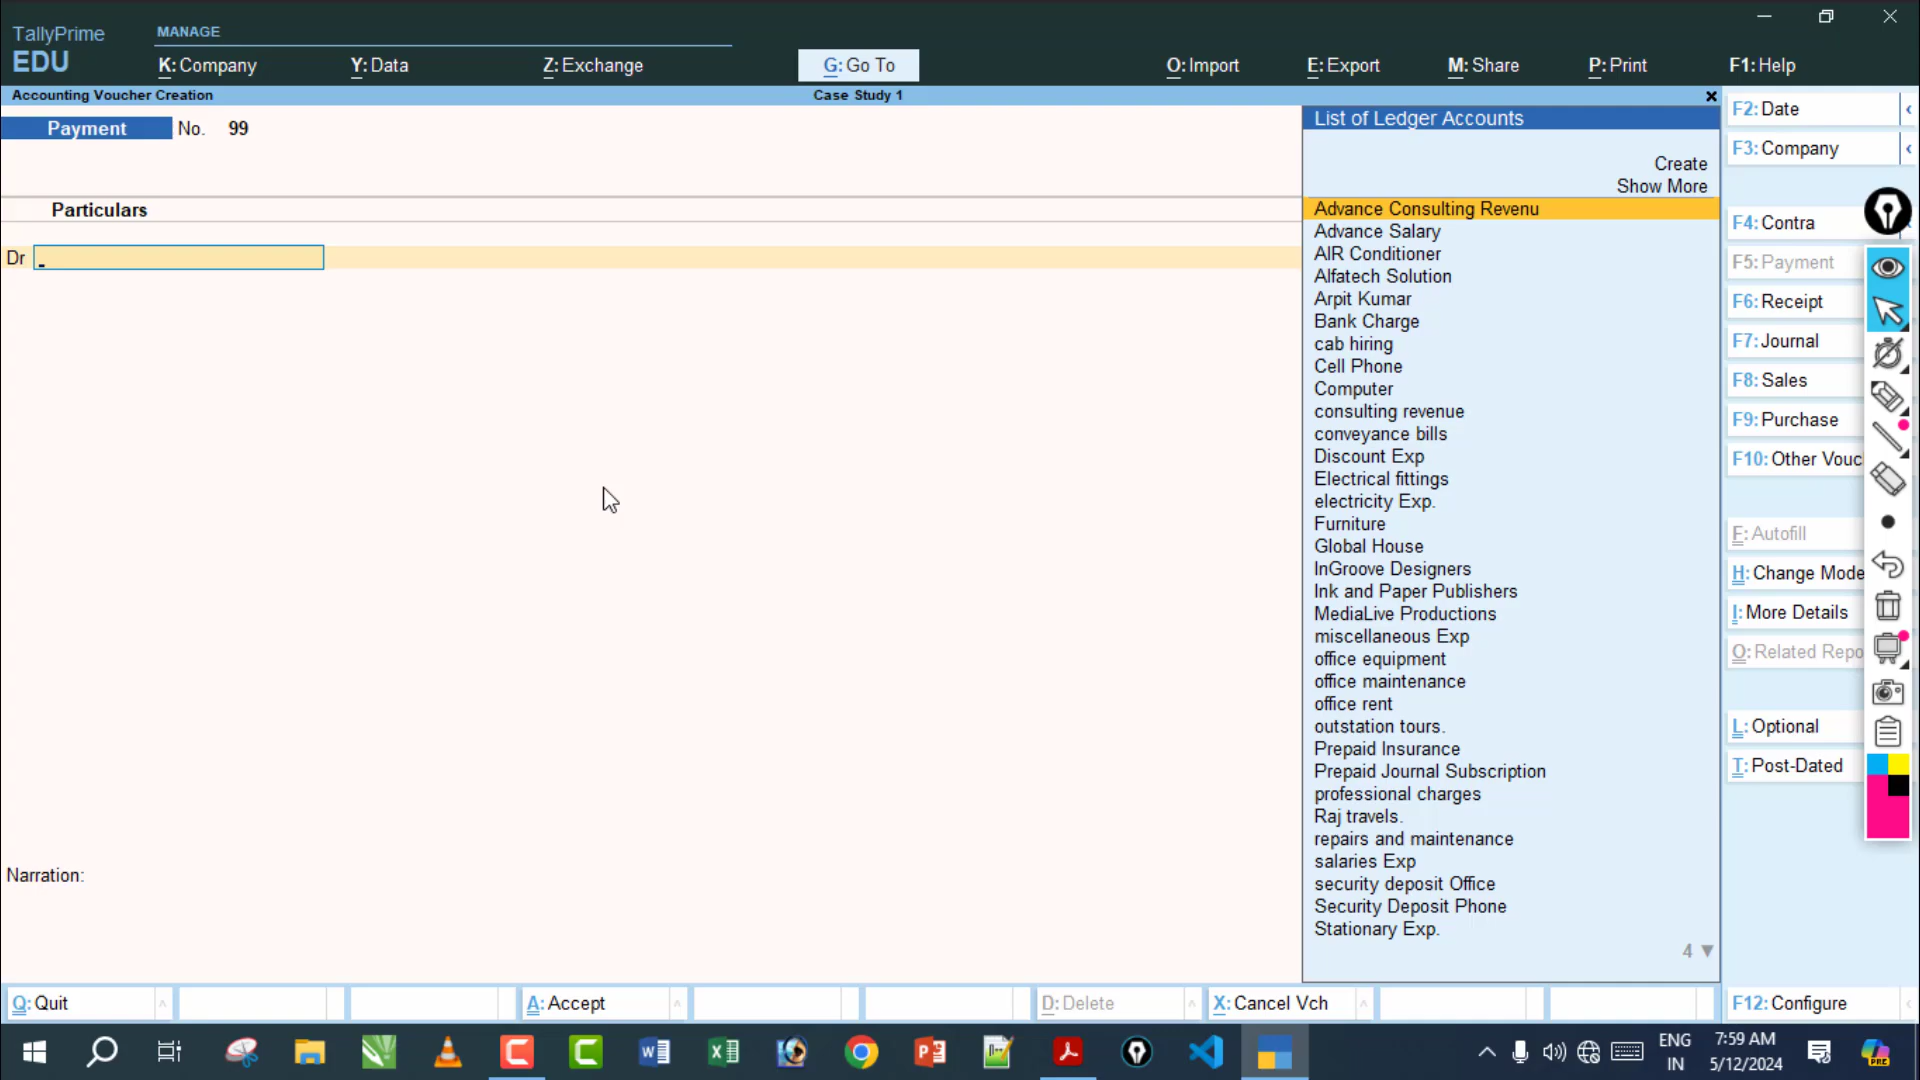 TallyPrime
EDU
MANAGE
K: Company
Y: Data
Z: Exchange
G: Go To
O: Import
E: Export
M: Share
P: Print
F1: Help
Accounting Voucher Creation
Case Study 1
Payment No. 99
Particulars
Dr
Narration:
List of Ledger Accounts
Create
Show More
Advance Consulting Revenu
Advance Salary
AIR Conditioner
Alfatech Solution
Arpit Kumar
Bank Charge
cab hiring
Cell Phone
Computer
consulting revenue
conveyance bills
Discount Exp
Electrical fittings
electricity Exp.
Furniture
Global House
InGroove Designers
Ink and Paper Publishers
MediaLive Productions
miscellaneous Exp
office equipment
office maintenance
office rent
outstation tours.
Prepaid Insurance
Prepaid Journal Subscription
professional charges
Raj travels.
repairs and maintenance
salaries Exp
security deposit Office
Security Deposit Phone
Stationary Exp.
4 ▼
F2: Date
F3: Company
F4: Contra
F5: Payment
F6: Receipt
F7: Journal
F8: Sales
F9: Purchase
F10: Other Vouc
F: Autofill
H: Change Mode
I: More Details
O: Related Repo
L: Optional
T: Post-Dated
Q: Quit
A: Accept
D: Delete
X: Cancel Vch
F12: Configure
ENG
IN
7:59 AM
5/12/2024
PRE